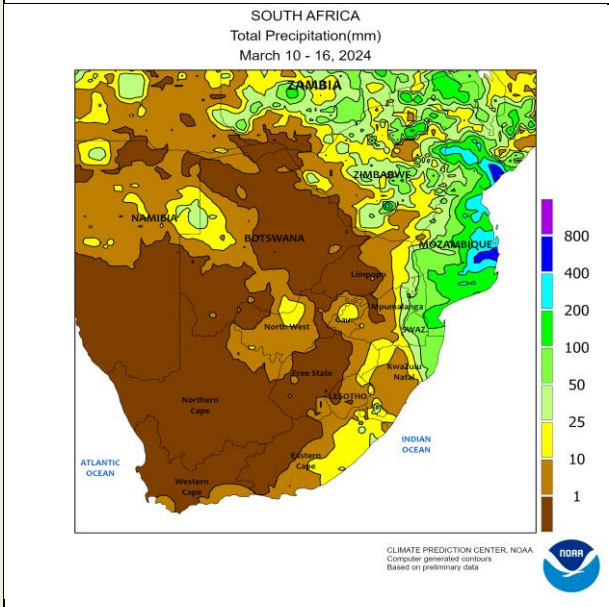 SOUTH AFRICA
Total Precipitation(mm)
March 10 - 16, 2024
ZAMBIA
ZIMBABWE
NAMIBIA
BOTSWANA
MOZAMBIQUE
Limpopo
Mpumalanga
North West
Gau.
SWAZ.
Free State
KwaZulu
Natal
LESOTHO
Northern
Cape
INDIAN
OCEAN
Eastern
Cape
ATLANTIC
OCEAN
Western
Cape
800
400
200
100
50
25
10
1
CLIMATE PREDICTION CENTER, NOAA
Computer generated contours
Based on preliminary data
NOAA